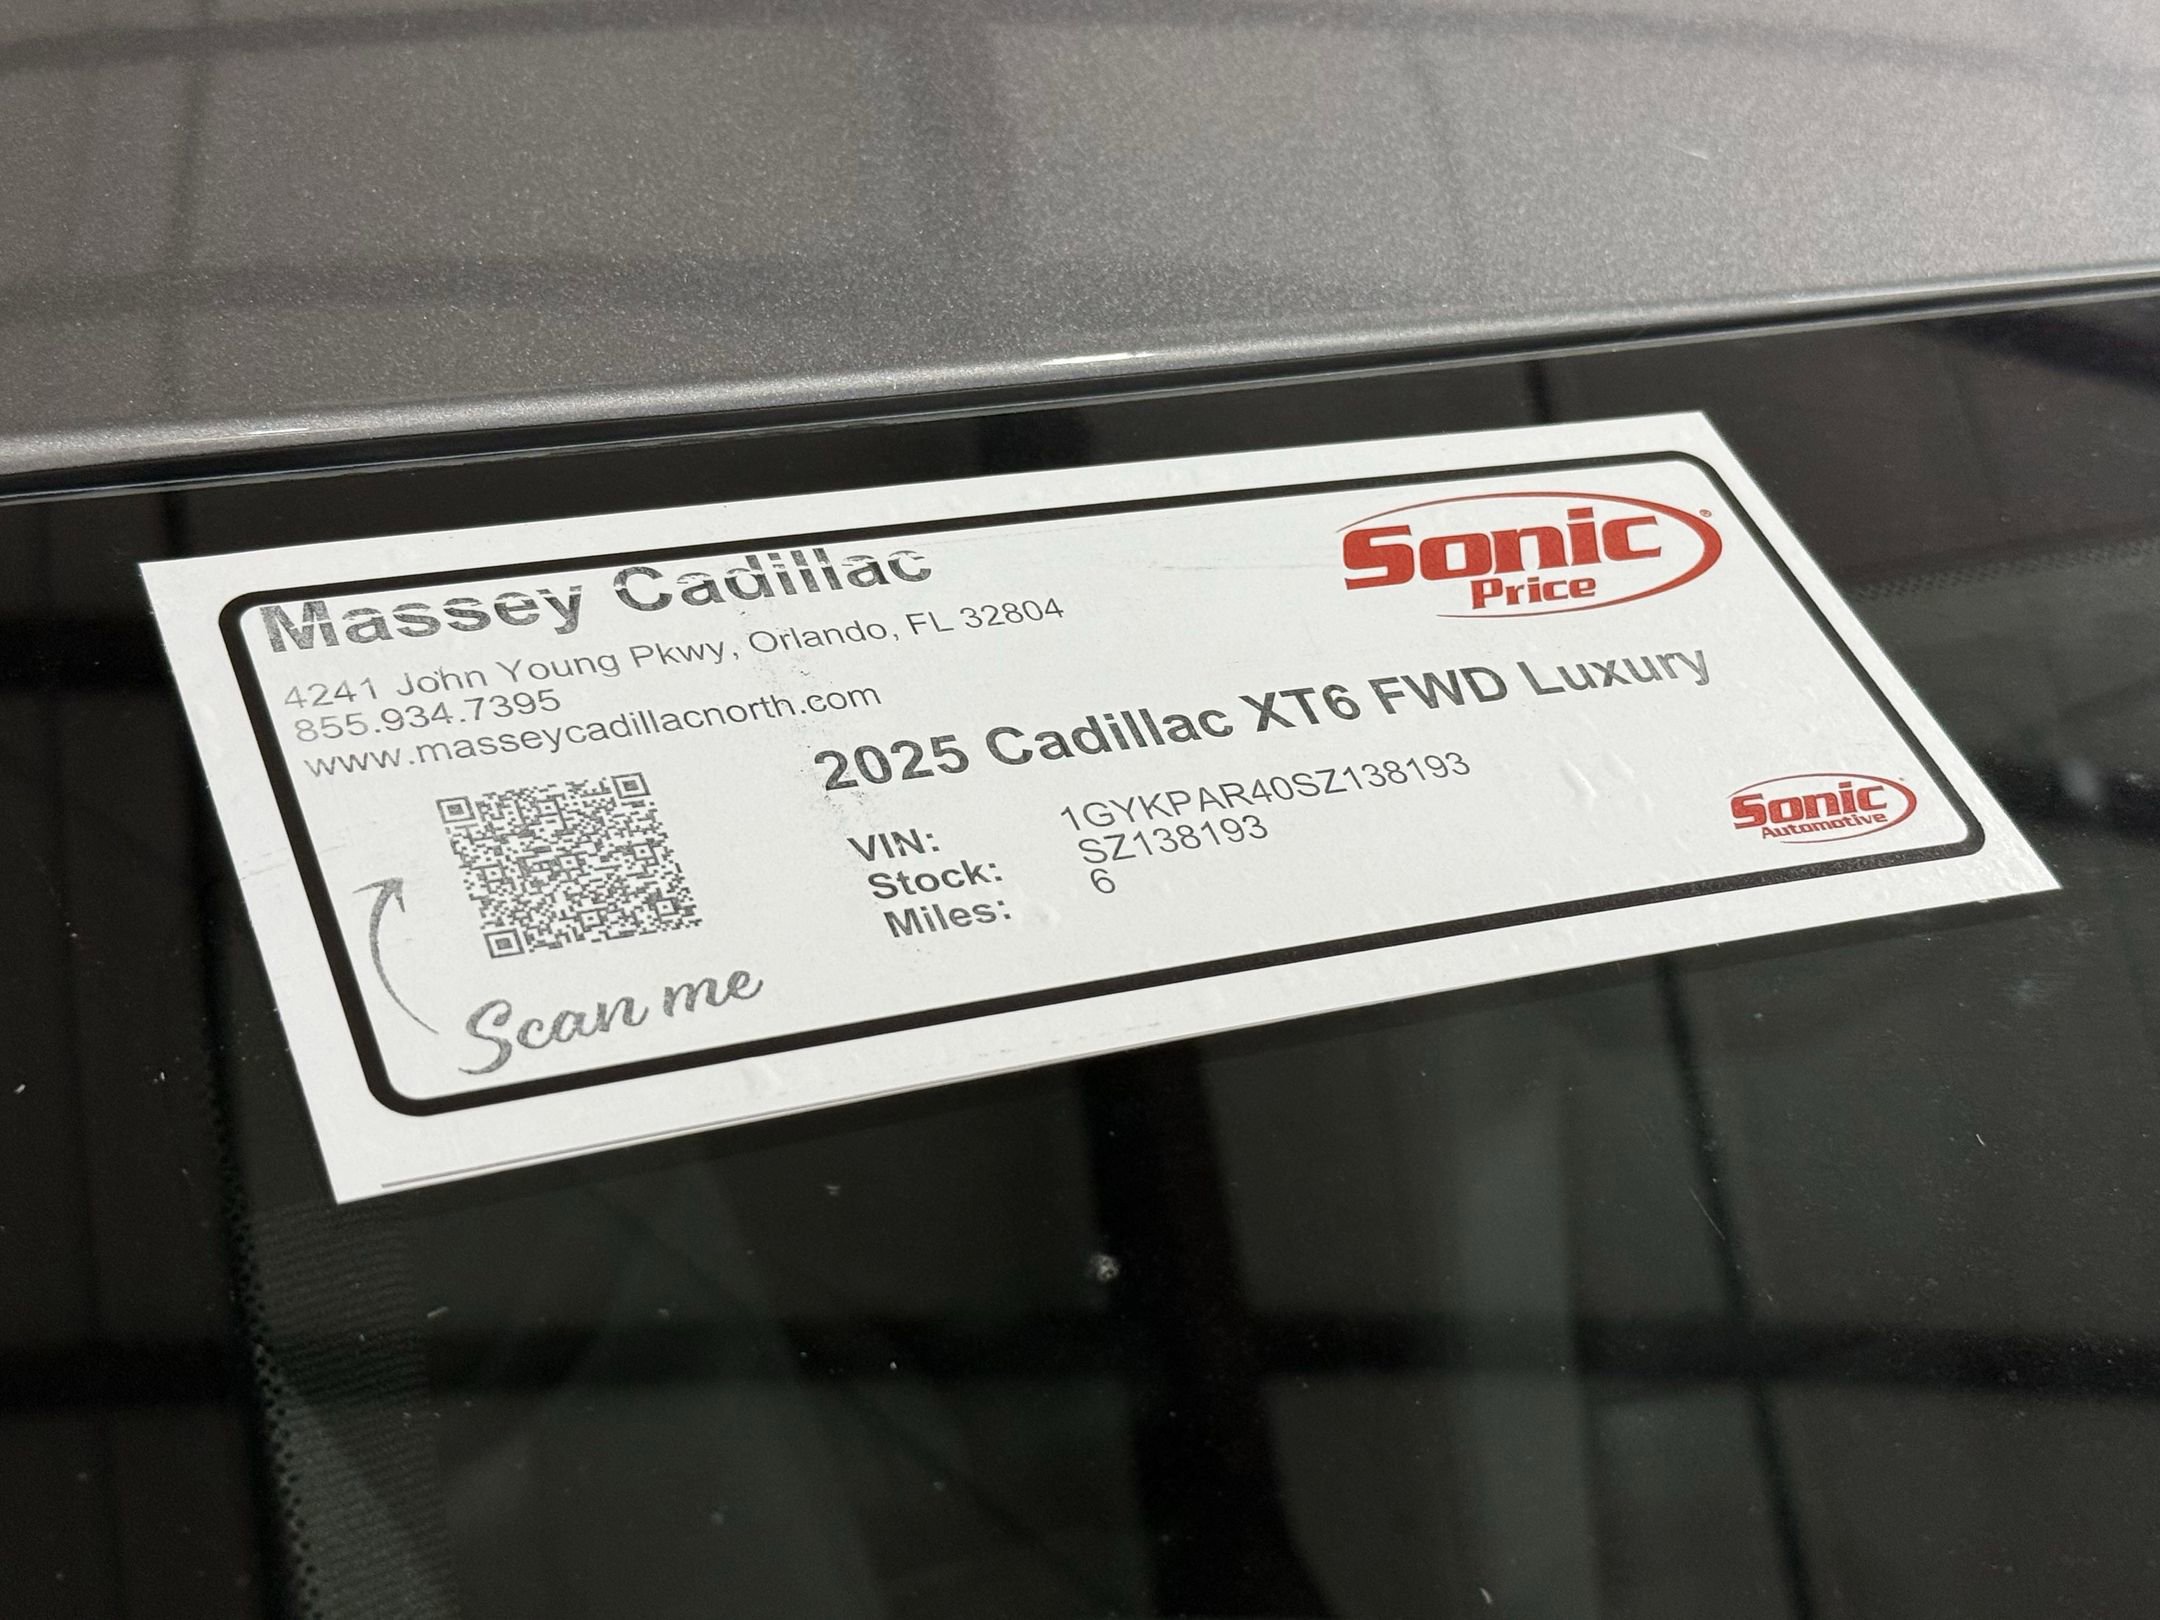 Massey Cadillac
4241 John Young Pkwy, Orlando, FL 32804
855.934.7395
www.masseycadillacnorth.com
Sonic®
Price
2025 Cadillac XT6 FWD Luxury
VIN: 1GYKPAR40SZ138193
Stock: SZ138193
Miles: 6
Scan me
Sonic
Automotive